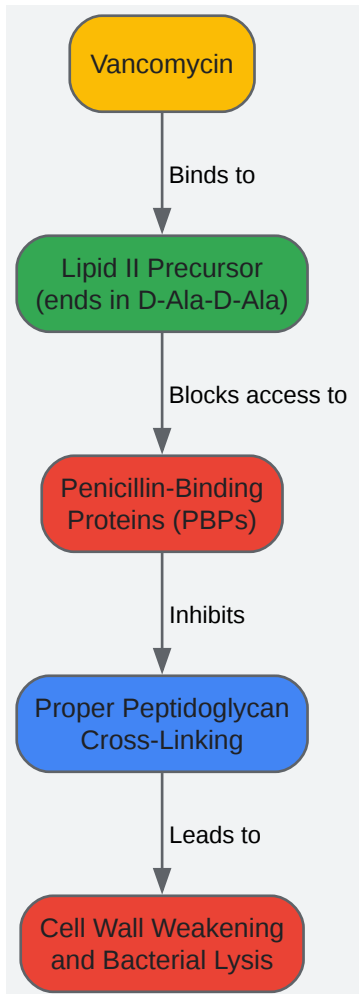 Vancomycin
Binds to
Lipid II Precursor
(ends in D-Ala-D-Ala)
Blocks access to
Penicillin-Binding
Proteins (PBPs)
Inhibits
Proper Peptidoglycan
Cross-Linking
Leads to
Cell Wall Weakening
and Bacterial Lysis